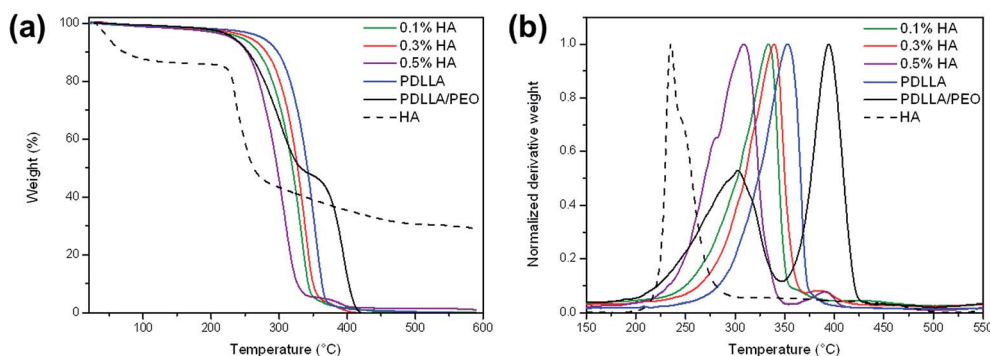 (a)
100
80
60
40
20
0
Weight (%)
100
200
300
400
500
600
Temperature (°C)
0.1% HA
0.3% HA
0.5% HA
PDLLA
PDLLA/PEO
HA
(b)
1.0
0.8
0.6
0.4
0.2
0.0
Normalized derivative weight
150
200
250
300
350
400
450
500
550
Temperature (°C)
0.1% HA
0.3% HA
0.5% HA
PDLLA
PDLLA/PEO
HA